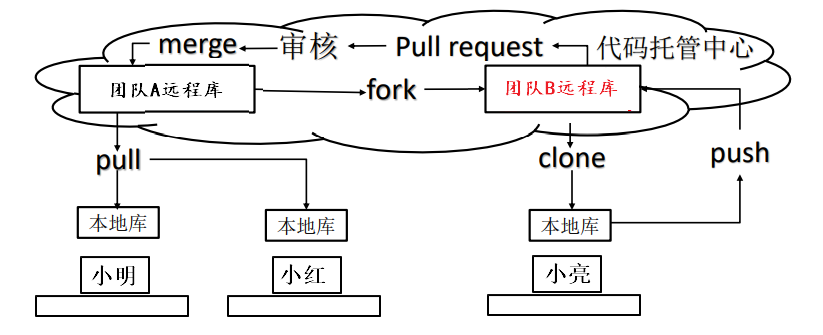 merge
审核
Pull request
代码托管中心
团队A远程库
fork
团队B远程库
pull
clone
push
本地库
本地库
本地库
小明
小红
小亮